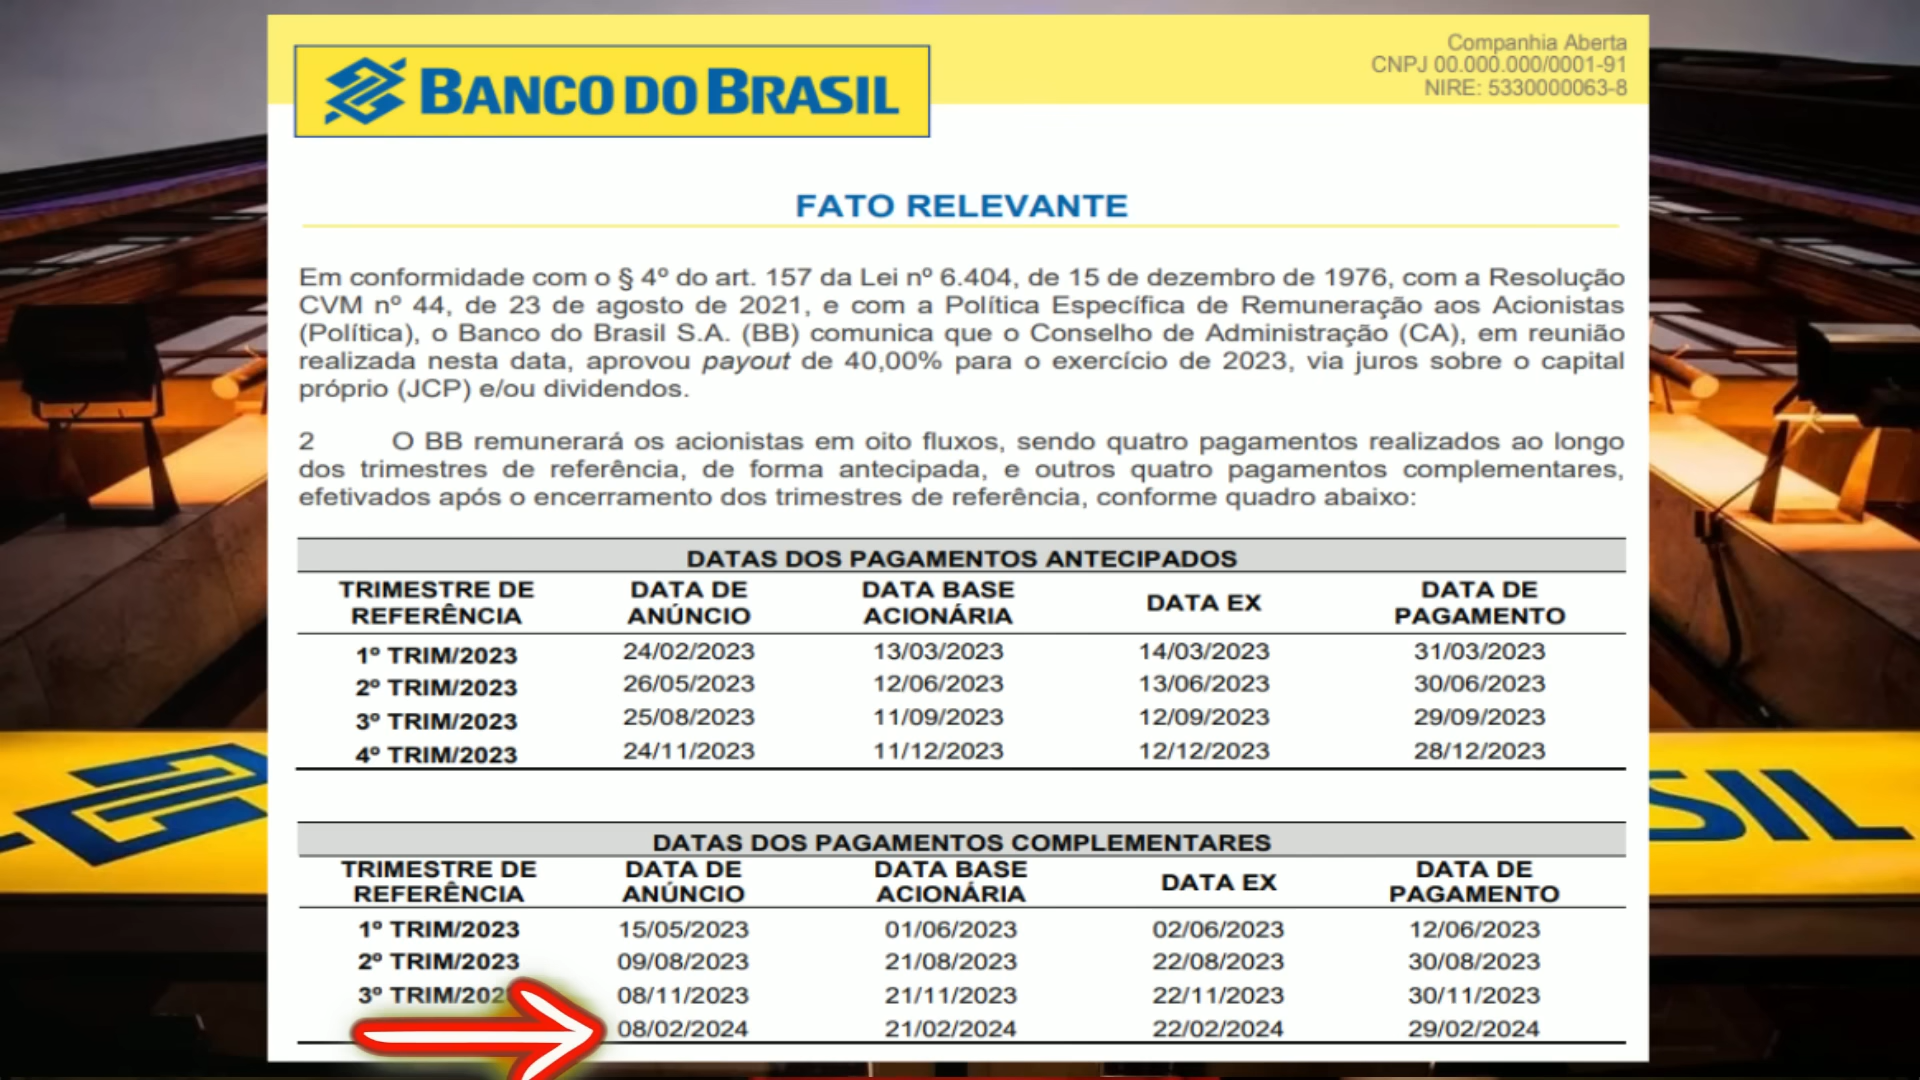 BANCO DO BRASIL
Companhia Aberta
CNPJ 00.000.000/0001-91
NIRE: 5330000063-8
FATO RELEVANTE
Em conformidade com o § 4º do art. 157 da Lei nº 6.404, de 15 de dezembro de 1976, com a Resolução
CVM nº 44, de 23 de agosto de 2021, e com a Política Específica de Remuneração aos Acionistas
(Política), o Banco do Brasil S.A. (BB) comunica que o Conselho de Administração (CA), em reunião
realizada nesta data, aprovou payout de 40,00% para o exercício de 2023, via juros sobre o capital
próprio (JCP) e/ou dividendos.
2 O BB remunerará os acionistas em oito fluxos, sendo quatro pagamentos realizados ao longo
dos trimestres de referência, de forma antecipada, e outros quatro pagamentos complementares,
efetivados após o encerramento dos trimestres de referência, conforme quadro abaixo:
DATAS DOS PAGAMENTOS ANTECIPADOS
TRIMESTRE DE REFERÊNCIA DATA DE ANÚNCIO DATA BASE ACIONÁRIA DATA EX DATA DE PAGAMENTO
1º TRIM/2023 24/02/2023 13/03/2023 14/03/2023 31/03/2023
2º TRIM/2023 26/05/2023 12/06/2023 13/06/2023 30/06/2023
3º TRIM/2023 25/08/2023 11/09/2023 12/09/2023 29/09/2023
4º TRIM/2023 24/11/2023 11/12/2023 12/12/2023 28/12/2023
DATAS DOS PAGAMENTOS COMPLEMENTARES
TRIMESTRE DE REFERÊNCIA DATA DE ANÚNCIO DATA BASE ACIONÁRIA DATA EX DATA DE PAGAMENTO
1º TRIM/2023 15/05/2023 01/06/2023 02/06/2023 12/06/2023
2º TRIM/2023 09/08/2023 21/08/2023 22/08/2023 30/08/2023
3º TRIM/202 08/11/2023 21/11/2023 22/11/2023 30/11/2023
08/02/2024 21/02/2024 22/02/2024 29/02/2024
SIL